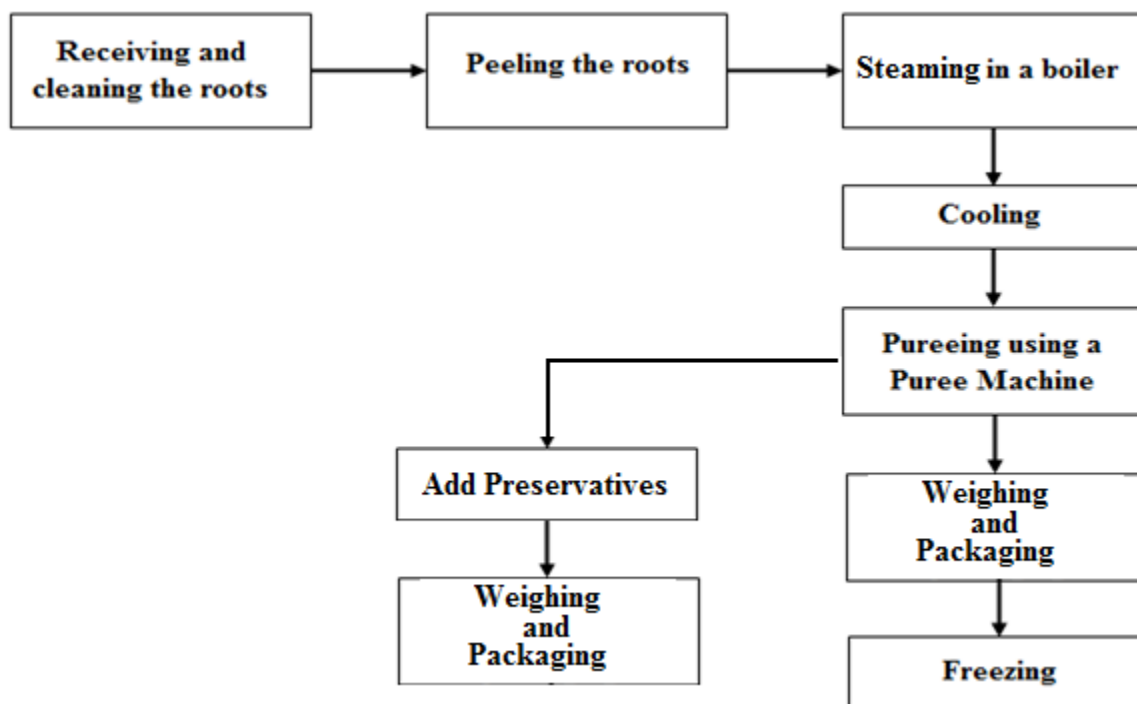 Receiving and
cleaning the roots
Peeling the roots
Steaming in a boiler
Cooling
Pureeing using a
Puree Machine
Add Preservatives
Weighing
and
Packaging
Weighing
and
Packaging
Freezing